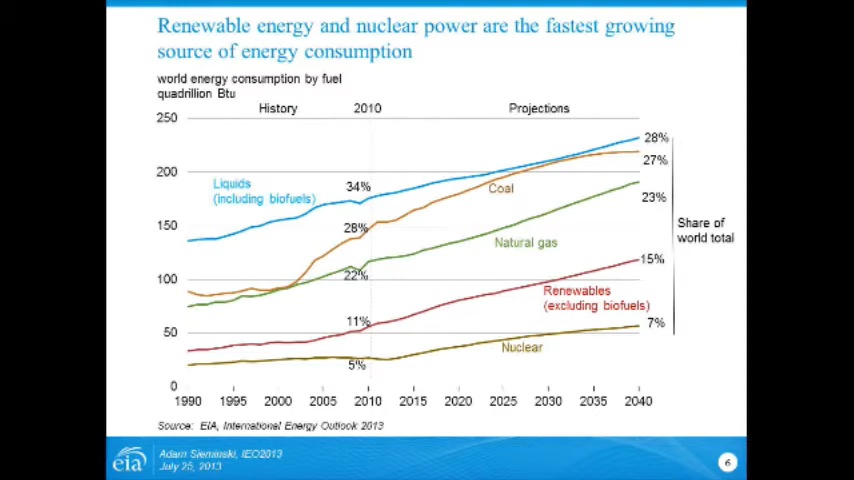 Renewable energy and nuclear power are the fastest growing
source of energy consumption
world energy consumption by fuel
quadrillion Btu
History 2010 Projections
250
200
150
100
50
0
Liquids
(including biofuels)
34%
28%
22%
11%
5%
Coal
Natural gas
Renewables
(excluding biofuels)
Nuclear
28%
27%
23%
15%
7%
Share of
world total
1990 1995 2000 2005 2010 2015 2020 2025 2030 2035 2040
Source: EIA, International Energy Outlook 2013
eia
Adam Sieminski, IEO2013
July 25, 2013
6